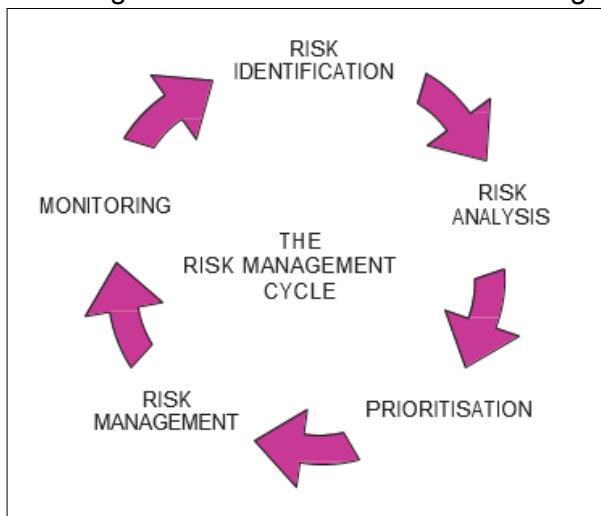 RISK
IDENTIFICATION
RISK
ANALYSIS
PRIORITISATION
RISK
MANAGEMENT
MONITORING
THE
RISK MANAGEMENT
CYCLE